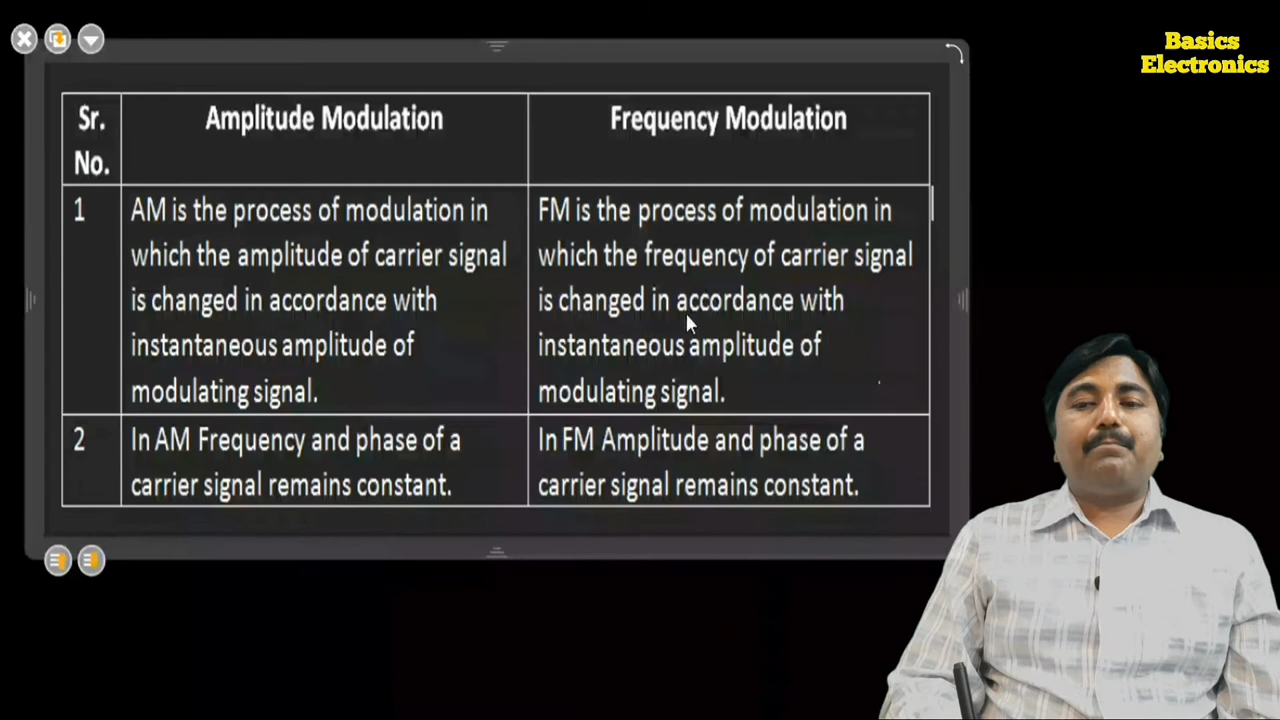 Basics
Electronics
Sr.
No.
Amplitude Modulation
Frequency Modulation
1
AM is the process of modulation in
which the amplitude of carrier signal
is changed in accordance with
instantaneous amplitude of
modulating signal.
FM is the process of modulation in
which the frequency of carrier signal
is changed in accordance with
instantaneous amplitude of
modulating signal.
2
In AM Frequency and phase of a
carrier signal remains constant.
In FM Amplitude and phase of a
carrier signal remains constant.